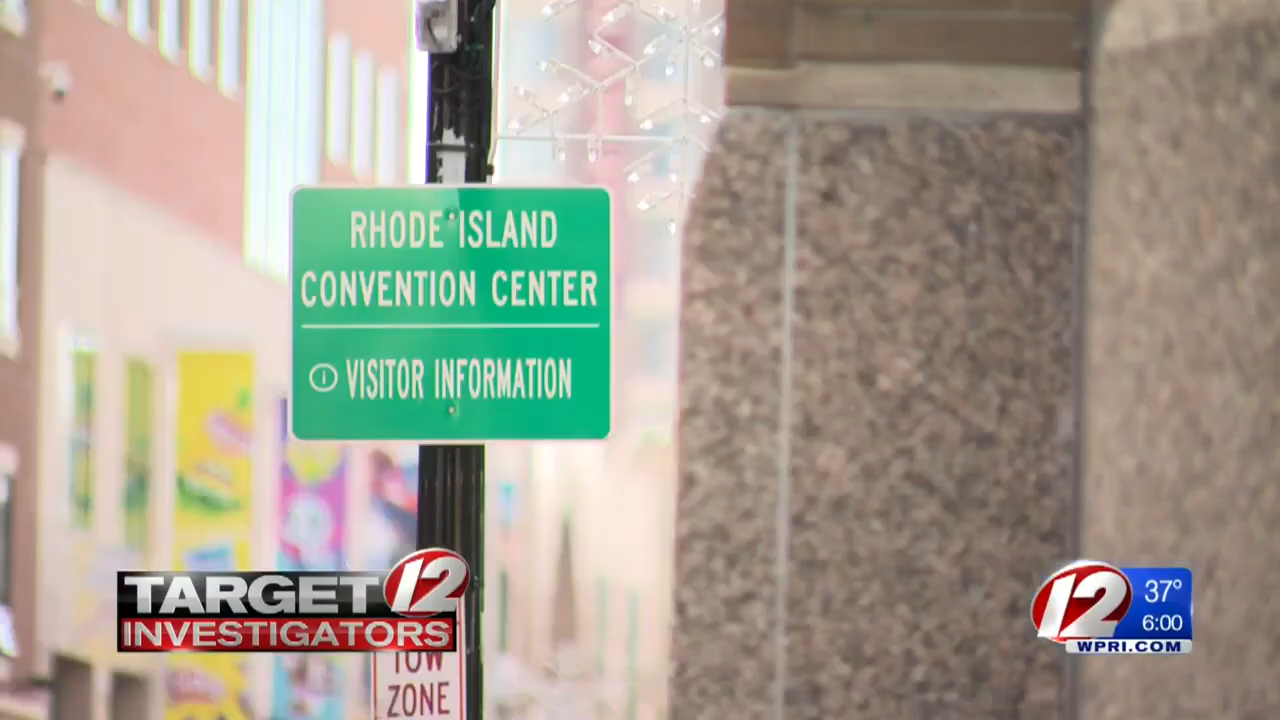 RHODE ISLAND
CONVENTION CENTER
i VISITOR INFORMATION
TARGET 12
INVESTIGATORS
TOW
ZONE
12
37°
6:00
WPRI.COM